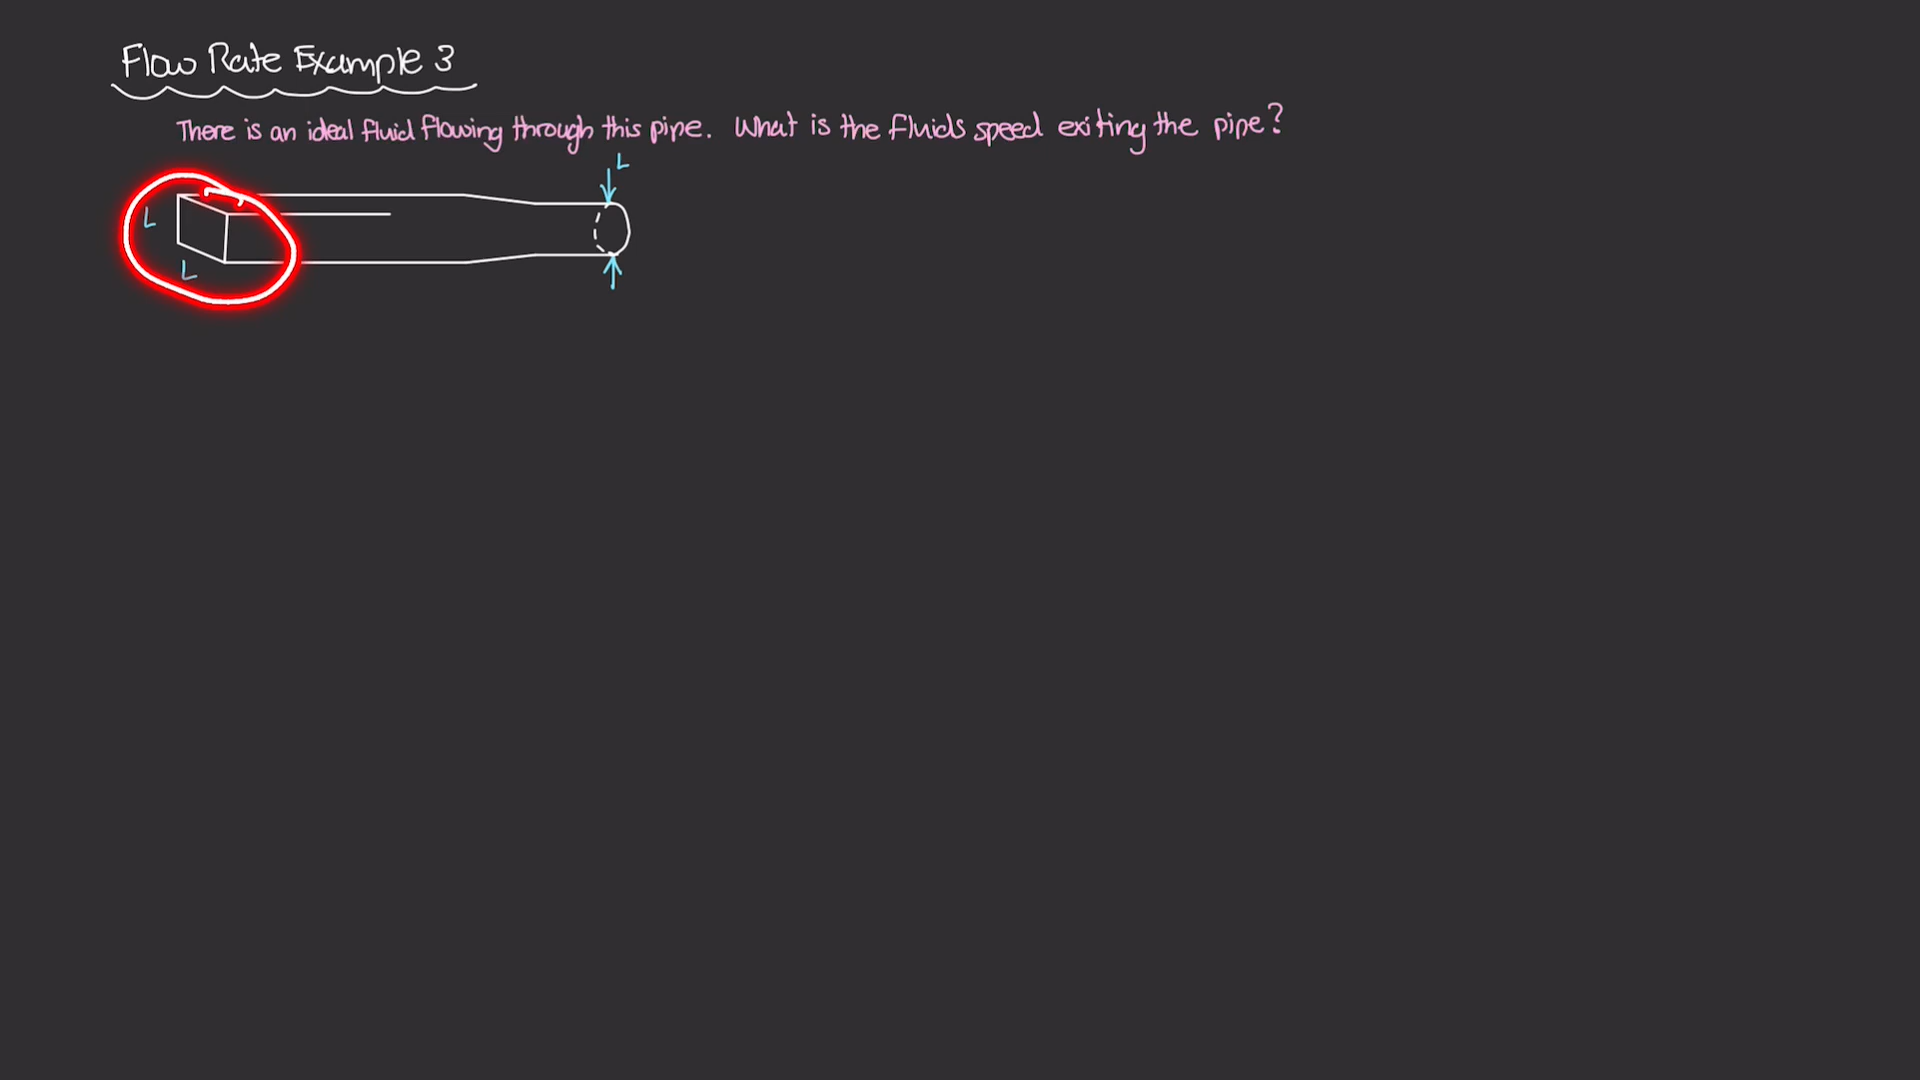 Flow Rate Example 3
There is an ideal fluid flowing through this pipe. What is the fluids speed exiting the pipe?
L
L
L